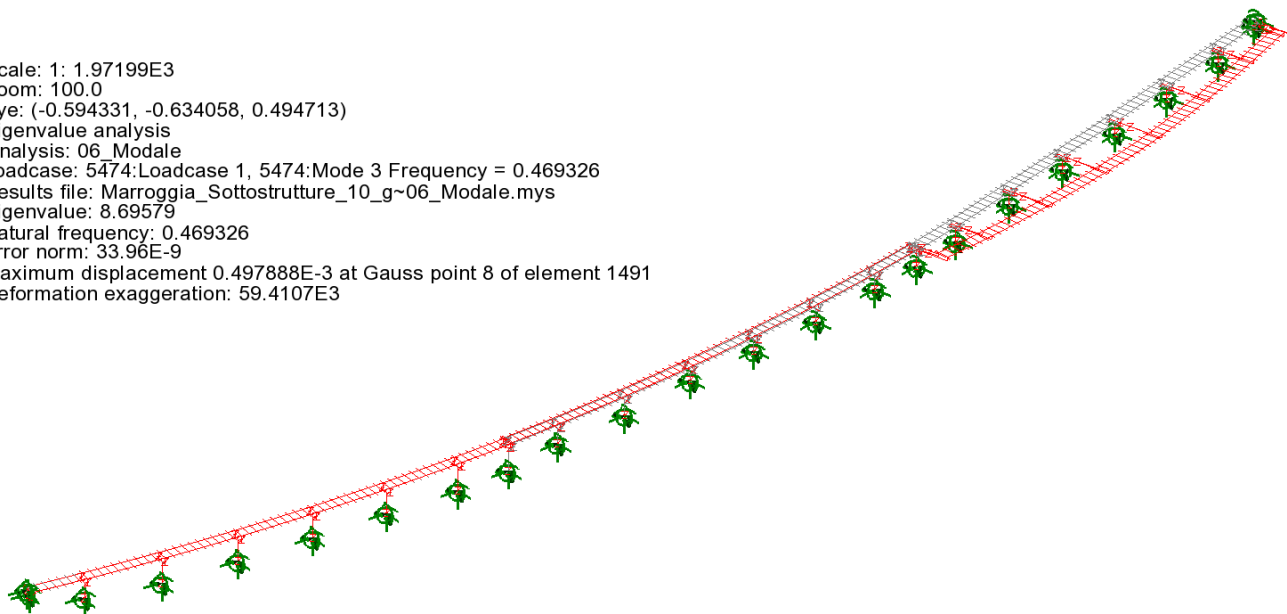 cale: 1: 1.97199E3
oom: 100.0
ye: (-0.594331, -0.634058, 0.494713)
igenvalue analysis
nalysis: 06_Modale
oadcase: 5474:Loadcase 1, 5474:Mode 3 Frequency = 0.469326
esults file: Marroggia_Sottostrutture_10_g~06_Modale.mys
igenvalue: 8.69579
atural frequency: 0.469326
rror norm: 33.96E-9
aximum displacement 0.497888E-3 at Gauss point 8 of element 1491
eformation exaggeration: 59.4107E3